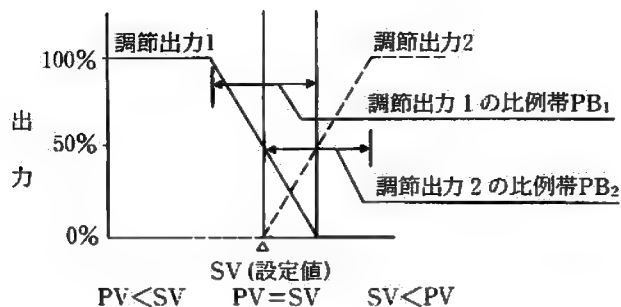 100%
調節出力1
調節出力2
調節出力1の比例帯PB₁
出力
50%
調節出力2の比例帯PB₂
0%
SV(設定値)
PV<SV PV=SV SV<PV